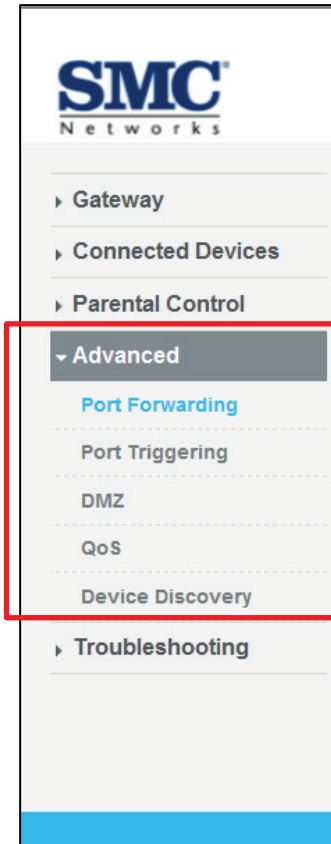 SMC®
Networks
Gateway
Connected Devices
Parental Control
Advanced
Port Forwarding
Port Triggering
DMZ
QoS
Device Discovery
Troubleshooting